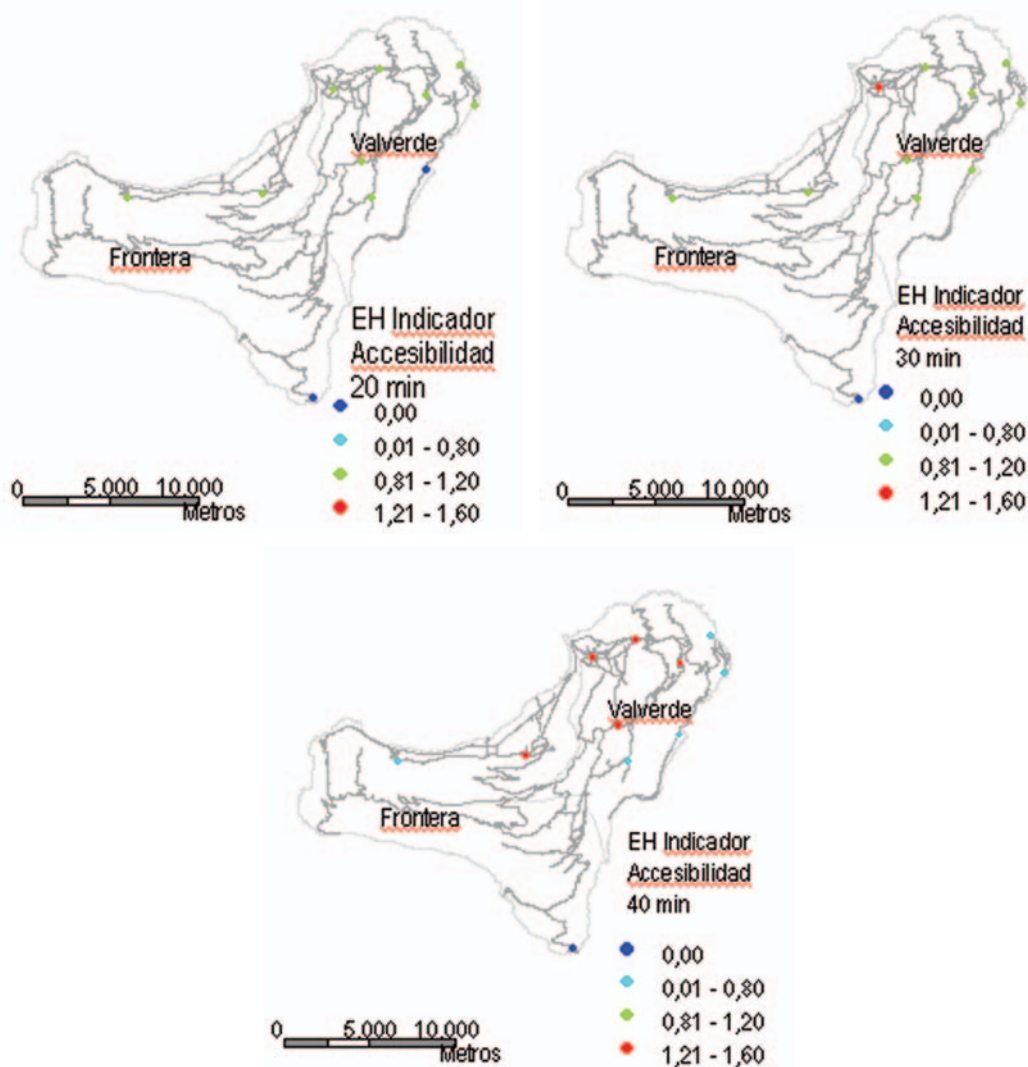 Valverde
Frontera
EH Indicador
Accesibilidad
20 min
0,00
0,01 - 0,80
0,81 - 1,20
1,21 - 1,60
0 5.000 10.000
Metros
Valverde
Frontera
EH Indicador
Accesibilidad
30 min
0,00
0,01 - 0,80
0,81 - 1,20
1,21 - 1,60
0 5.000 10.000
Metros
Valverde
Frontera
EH Indicador
Accesibilidad
40 min
0,00
0,01 - 0,80
0,81 - 1,20
1,21 - 1,60
0 5.000 10.000
Metros